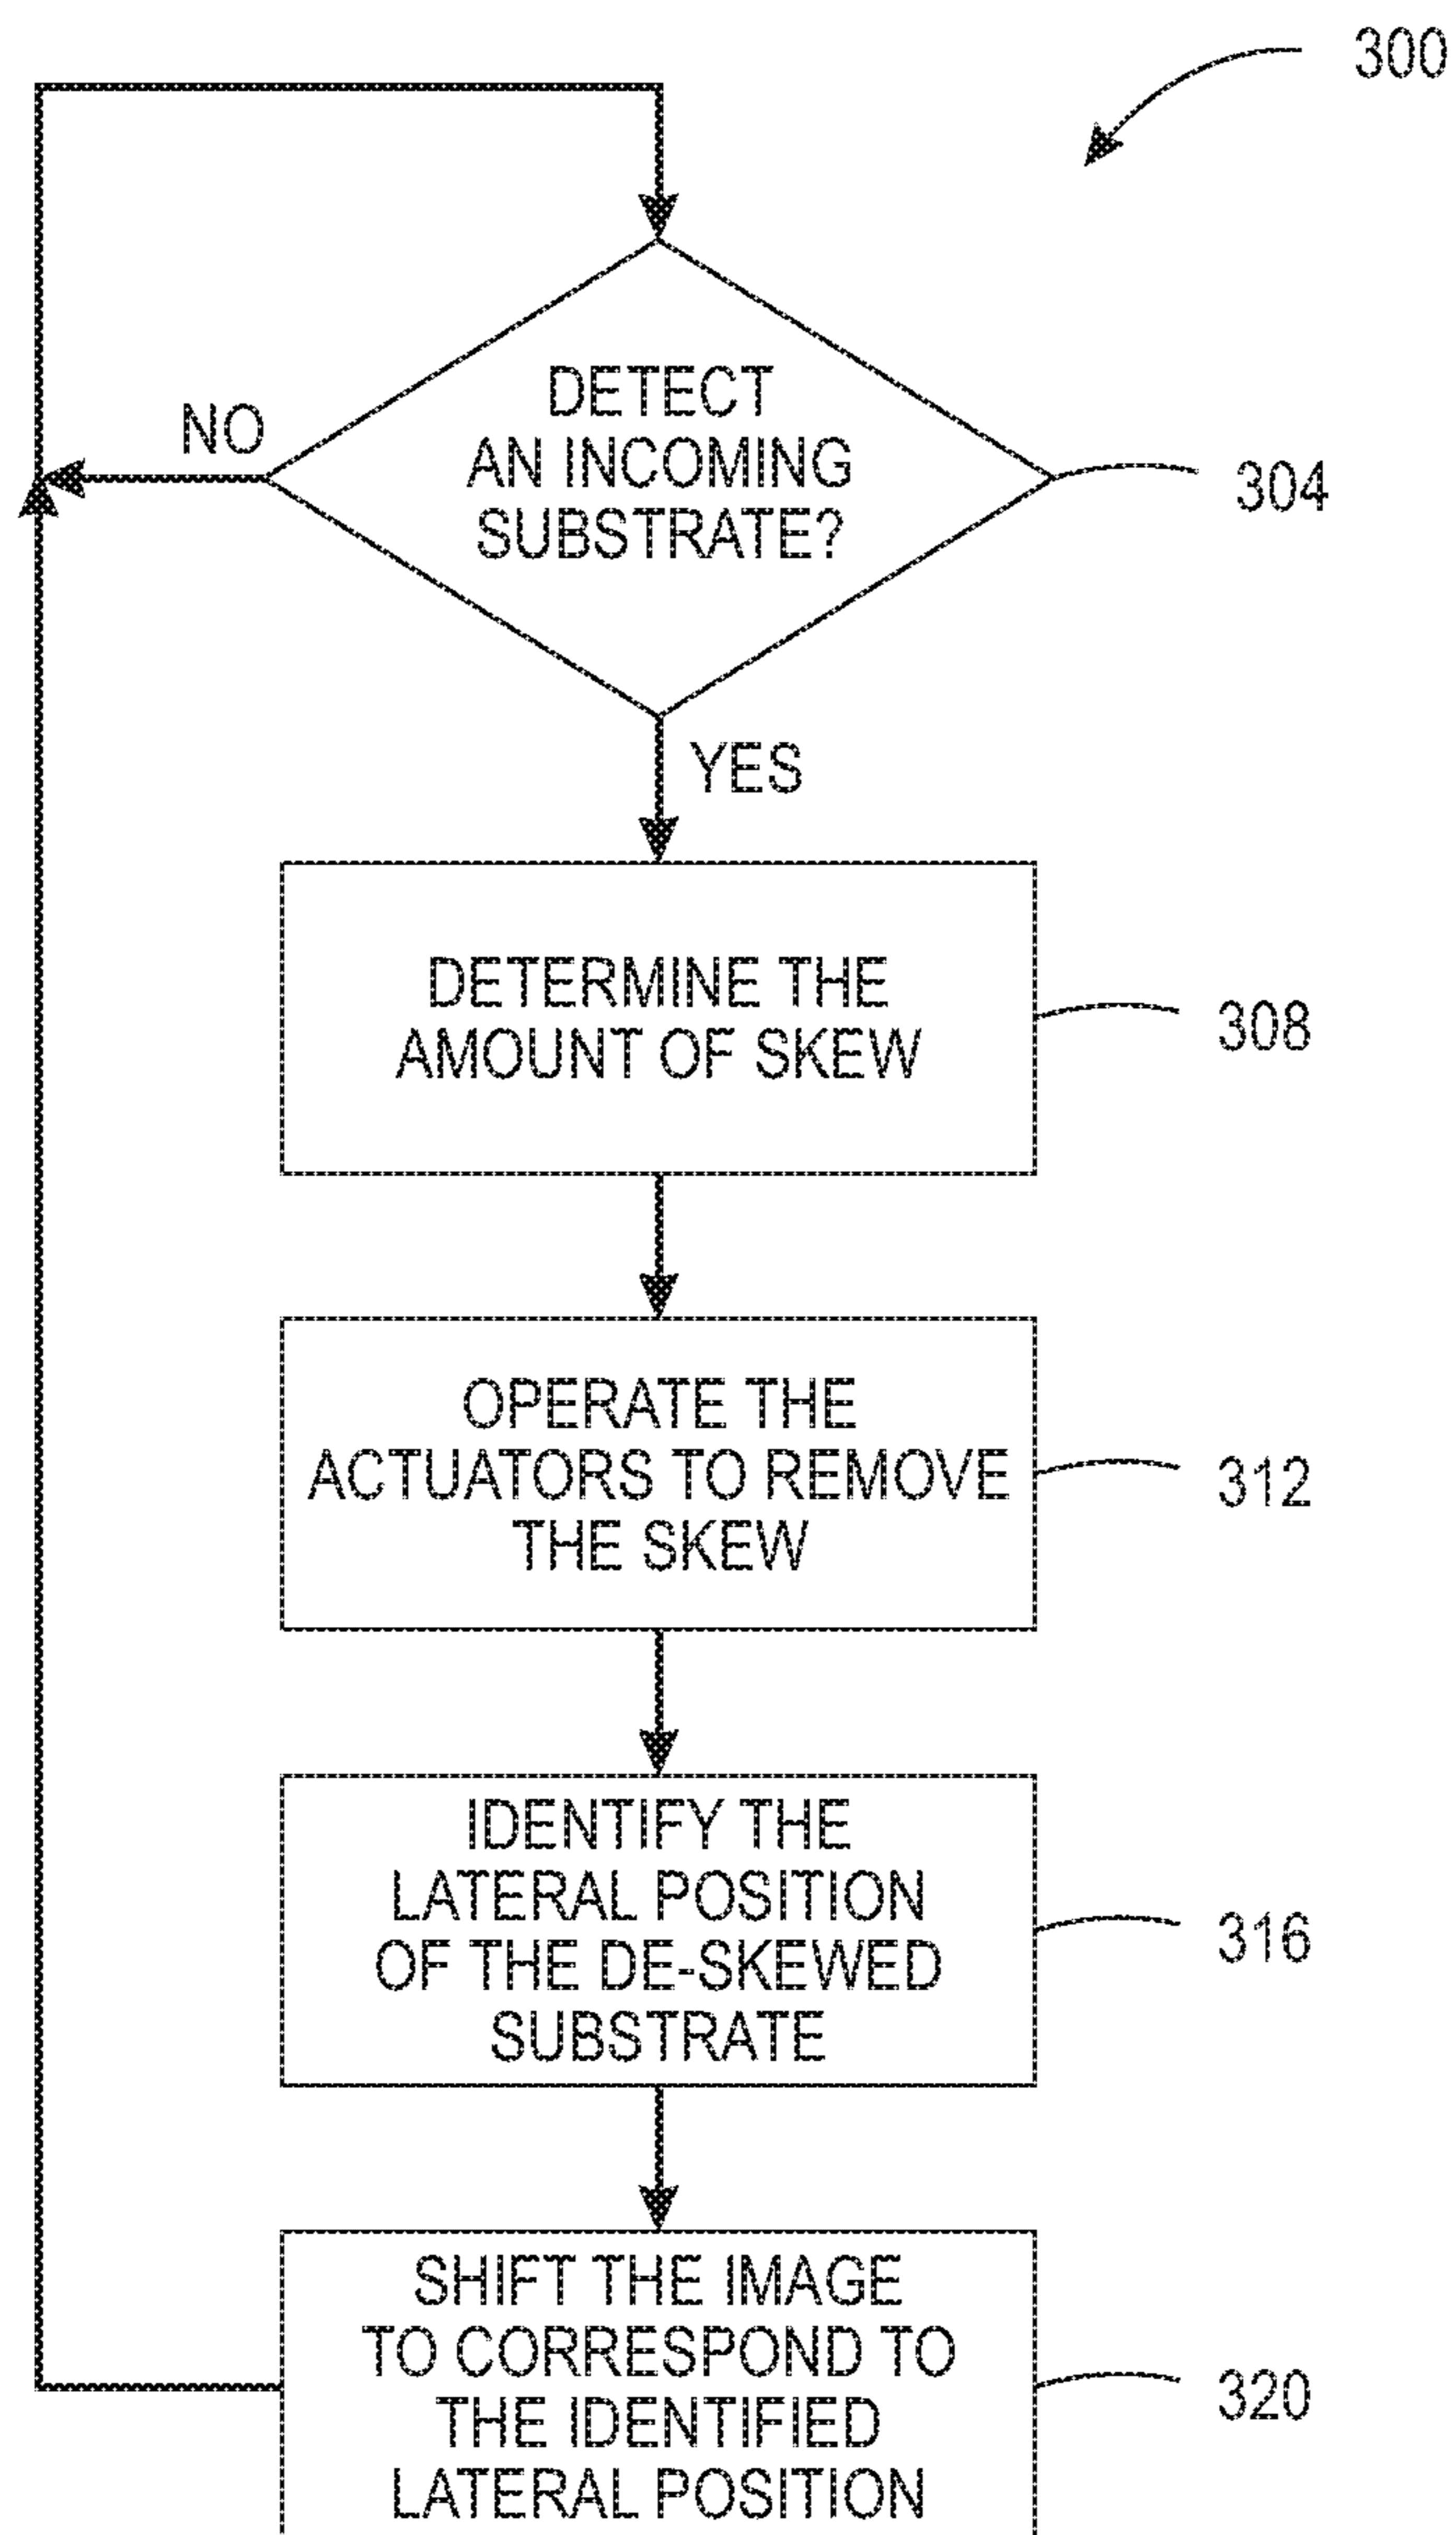 300
DETECT
AN INCOMING
SUBSTRATE?
NO
304
YES
DETERMINE THE
AMOUNT OF SKEW
308
OPERATE THE
ACTUATORS TO REMOVE
THE SKEW
312
IDENTIFY THE
LATERAL POSITION
OF THE DE-SKEWED
SUBSTRATE
316
SHIFT THE IMAGE
TO CORRESPOND TO
THE IDENTIFIED
LATERAL POSITION
320